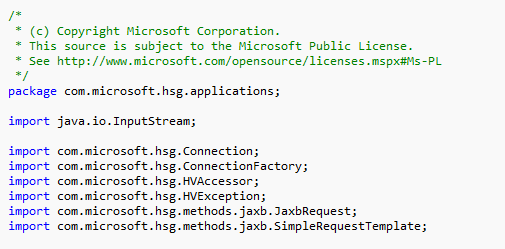 /*
 * (c) Copyright Microsoft Corporation.
 * This source is subject to the Microsoft Public License.
 * See http://www.microsoft.com/opensource/licenses.mspx#Ms-PL
 */
package com.microsoft.hsg.applications;

import java.io.InputStream;

import com.microsoft.hsg.Connection;
import com.microsoft.hsg.ConnectionFactory;
import com.microsoft.hsg.HVAccessor;
import com.microsoft.hsg.HVException;
import com.microsoft.hsg.methods.jaxb.JaxbRequest;
import com.microsoft.hsg.methods.jaxb.SimpleRequestTemplate;